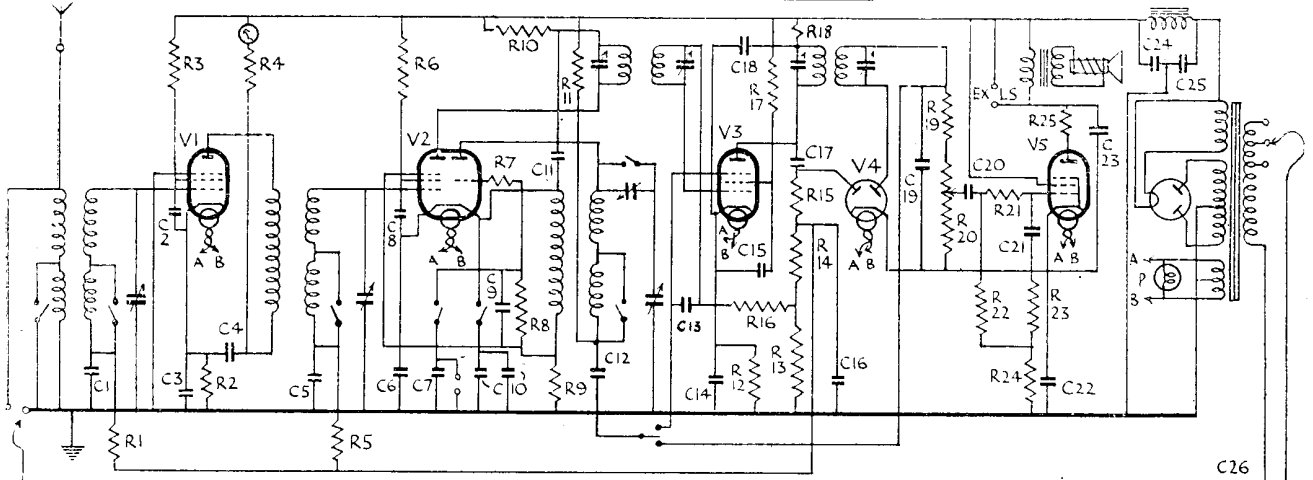 R3
R4
R6
R10
R11
C18
R17
R18
EX LS
C24
C25
V1
V2
V3
V4
V5
R7
C11
C17
R15
R19
C19
C20
R20
R21
C21
R25
C23
C2
C8
C9
R8
C15
R14
A B
A B
A B
A B
A B
A
P
B
C4
C1
C3
R2
C5
C6
C7
C10
R9
C12
C13
R16
C14
R12
R13
C16
R22
R23
R24
C22
R1
R5
C26